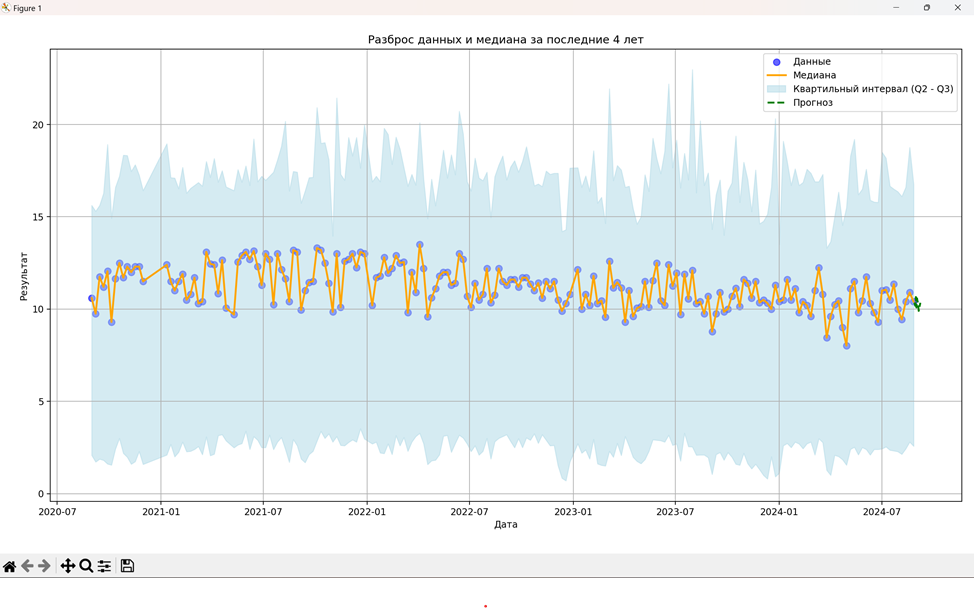 Figure 1
Разброс данных и медиана за последние 4 лет
Данные
Медиана
Квартильный интервал (Q2 - Q3)
Прогноз
Результат
20
15
10
5
0
2020-07
2021-01
2021-07
2022-01
2022-07
2023-01
2023-07
2024-01
2024-07
Дата